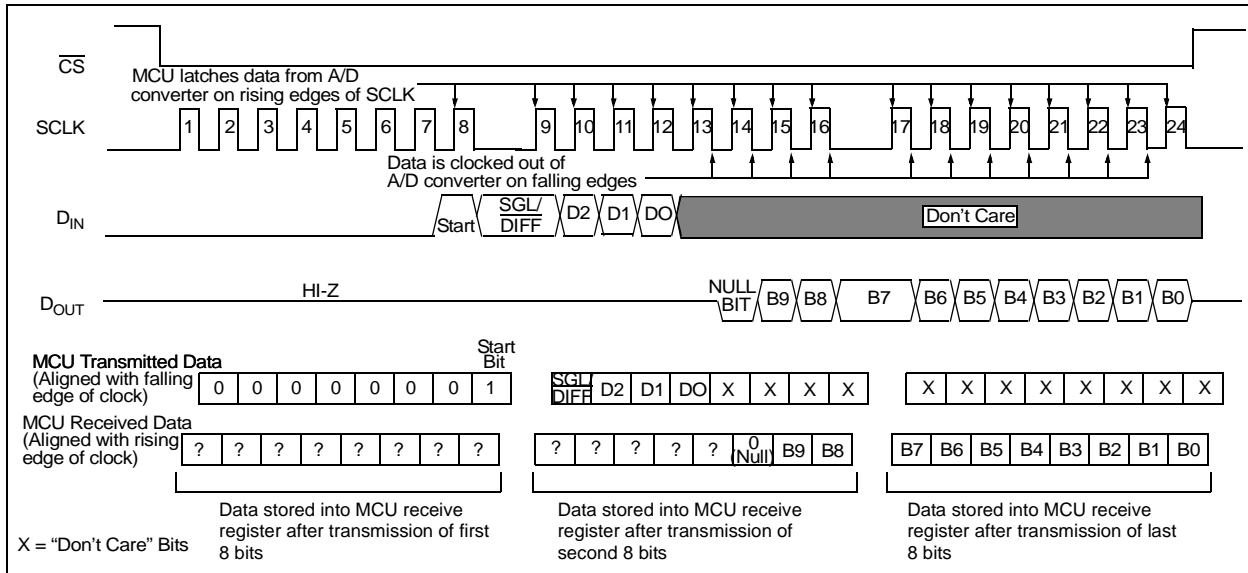 CS
MCU latches data from A/D
converter on rising edges of SCLK
SCLK
1 2 3 4 5 6 7 8 9 10 11 12 13 14 15 16 17 18 19 20 21 22 23 24
Data is clocked out of
A/D converter on falling edges
DIN
Start SGL/ DIFF D2 D1 DO Don't Care
HI-Z
DOUT
NULL BIT B9 B8 B7 B6 B5 B4 B3 B2 B1 B0
Start
Bit
MCU Transmitted Data
(Aligned with falling
edge of clock)
0 0 0 0 0 0 0 1 SGL/ DIFF D2 D1 DO X X X X X X X X X X X X
MCU Received Data
(Aligned with rising
edge of clock)
? ? ? ? ? ? ? ? ? ? ? ? ? 0 (Null) B9 B8 B7 B6 B5 B4 B3 B2 B1 B0
Data stored into MCU receive
register after transmission of first
8 bits
Data stored into MCU receive
register after transmission of
second 8 bits
Data stored into MCU receive
register after transmission of last
8 bits
X = “Don't Care” Bits